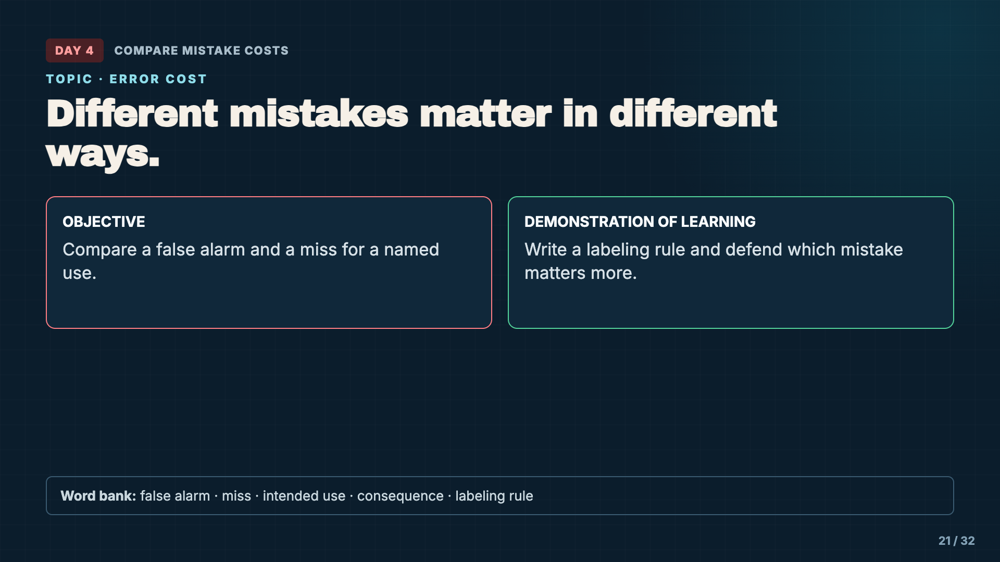 DAY 4 COMPARE MISTAKE COSTS
TOPIC · ERROR COST
Different mistakes matter in different
ways.
OBJECTIVE
Compare a false alarm and a miss for a named
use.
DEMONSTRATION OF LEARNING
Write a labeling rule and defend which mistake
matters more.
Word bank: false alarm · miss · intended use · consequence · labeling rule
21 / 32